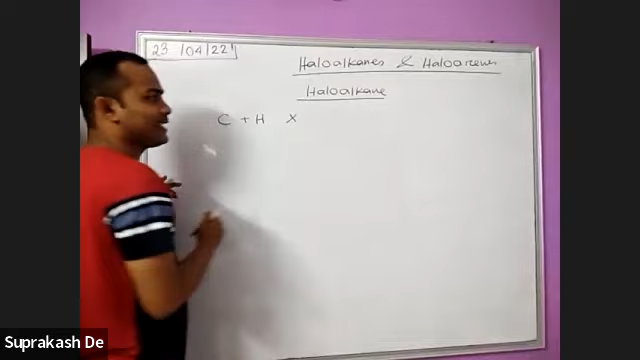 23/04/22
Haloalkanes & Haloarenes
Haloalkane
C + H X
Suprakash De